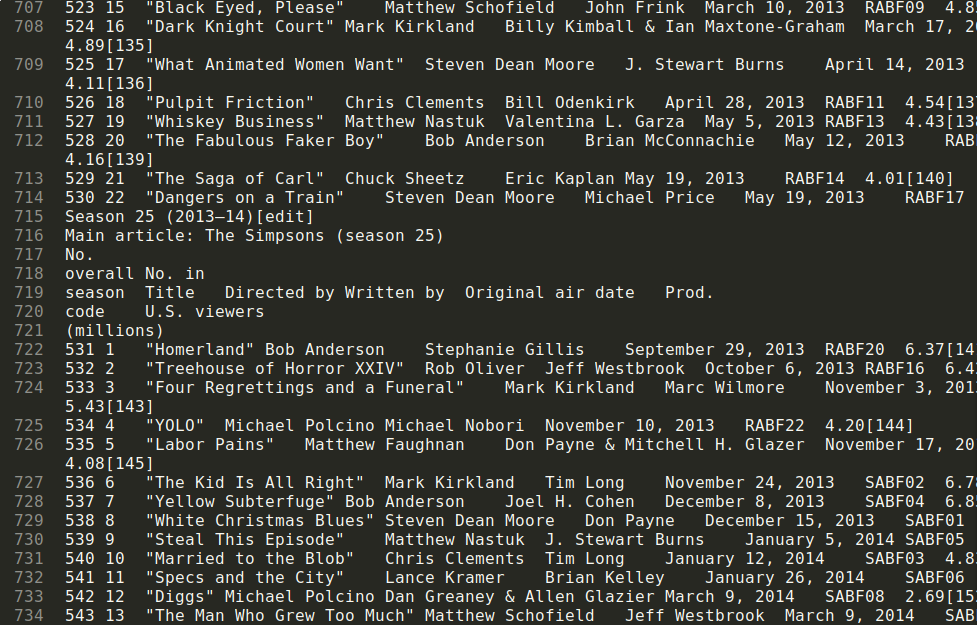 707 523 15 "Black Eyed, Please" Matthew Schofield John Frink March 10, 2013 RABF09 4.8
708 524 16 "Dark Knight Court" Mark Kirkland Billy Kimball & Ian Maxtone-Graham March 17, 2
4.89[135]
709 525 17 "What Animated Women Want" Steven Dean Moore J. Stewart Burns April 14, 2013
4.11[136]
710 526 18 "Pulpit Friction" Chris Clements Bill Odenkirk April 28, 2013 RABF11 4.54[13
711 527 19 "Whiskey Business" Matthew Nastuk Valentina L. Garza May 5, 2013 RABF13 4.43[13
712 528 20 "The Fabulous Faker Boy" Bob Anderson Brian McConnachie May 12, 2013 RAB
4.16[139]
713 529 21 "The Saga of Carl" Chuck Sheetz Eric Kaplan May 19, 2013 RABF14 4.01[140]
714 530 22 "Dangers on a Train" Steven Dean Moore Michael Price May 19, 2013 RABF17
715 Season 25 (2013–14)[edit]
716 Main article: The Simpsons (season 25)
717 No.
718 overall No. in
719 season Title Directed by Written by Original air date Prod.
720 code U.S. viewers
721 (millions)
722 531 1 "Homerland" Bob Anderson Stephanie Gillis September 29, 2013 RABF20 6.37[14
723 532 2 "Treehouse of Horror XXIV" Rob Oliver Jeff Westbrook October 6, 2013 RABF16 6.4
724 533 3 "Four Regrettings and a Funeral" Mark Kirkland Marc Wilmore November 3, 201
5.43[143]
725 534 4 "YOLO" Michael Polcino Michael Nobori November 10, 2013 RABF22 4.20[144]
726 535 5 "Labor Pains" Matthew Faughnan Don Payne & Mitchell H. Glazer November 17, 20
4.08[145]
727 536 6 "The Kid Is All Right" Mark Kirkland Tim Long November 24, 2013 SABF02 6.7
728 537 7 "Yellow Subterfuge" Bob Anderson Joel H. Cohen December 8, 2013 SABF04 6.8
729 538 8 "White Christmas Blues" Steven Dean Moore Don Payne December 15, 2013 SABF01
730 539 9 "Steal This Episode" Matthew Nastuk J. Stewart Burns January 5, 2014 SABF05
731 540 10 "Married to the Blob" Chris Clements Tim Long January 12, 2014 SABF03 4.8
732 541 11 "Specs and the City" Lance Kramer Brian Kelley January 26, 2014 SABF06
733 542 12 "Diggs" Michael Polcino Dan Greaney & Allen Glazier March 9, 2014 SABF08 2.69[15
734 543 13 "The Man Who Grew Too Much" Matthew Schofield Jeff Westbrook March 9, 2014 SAB